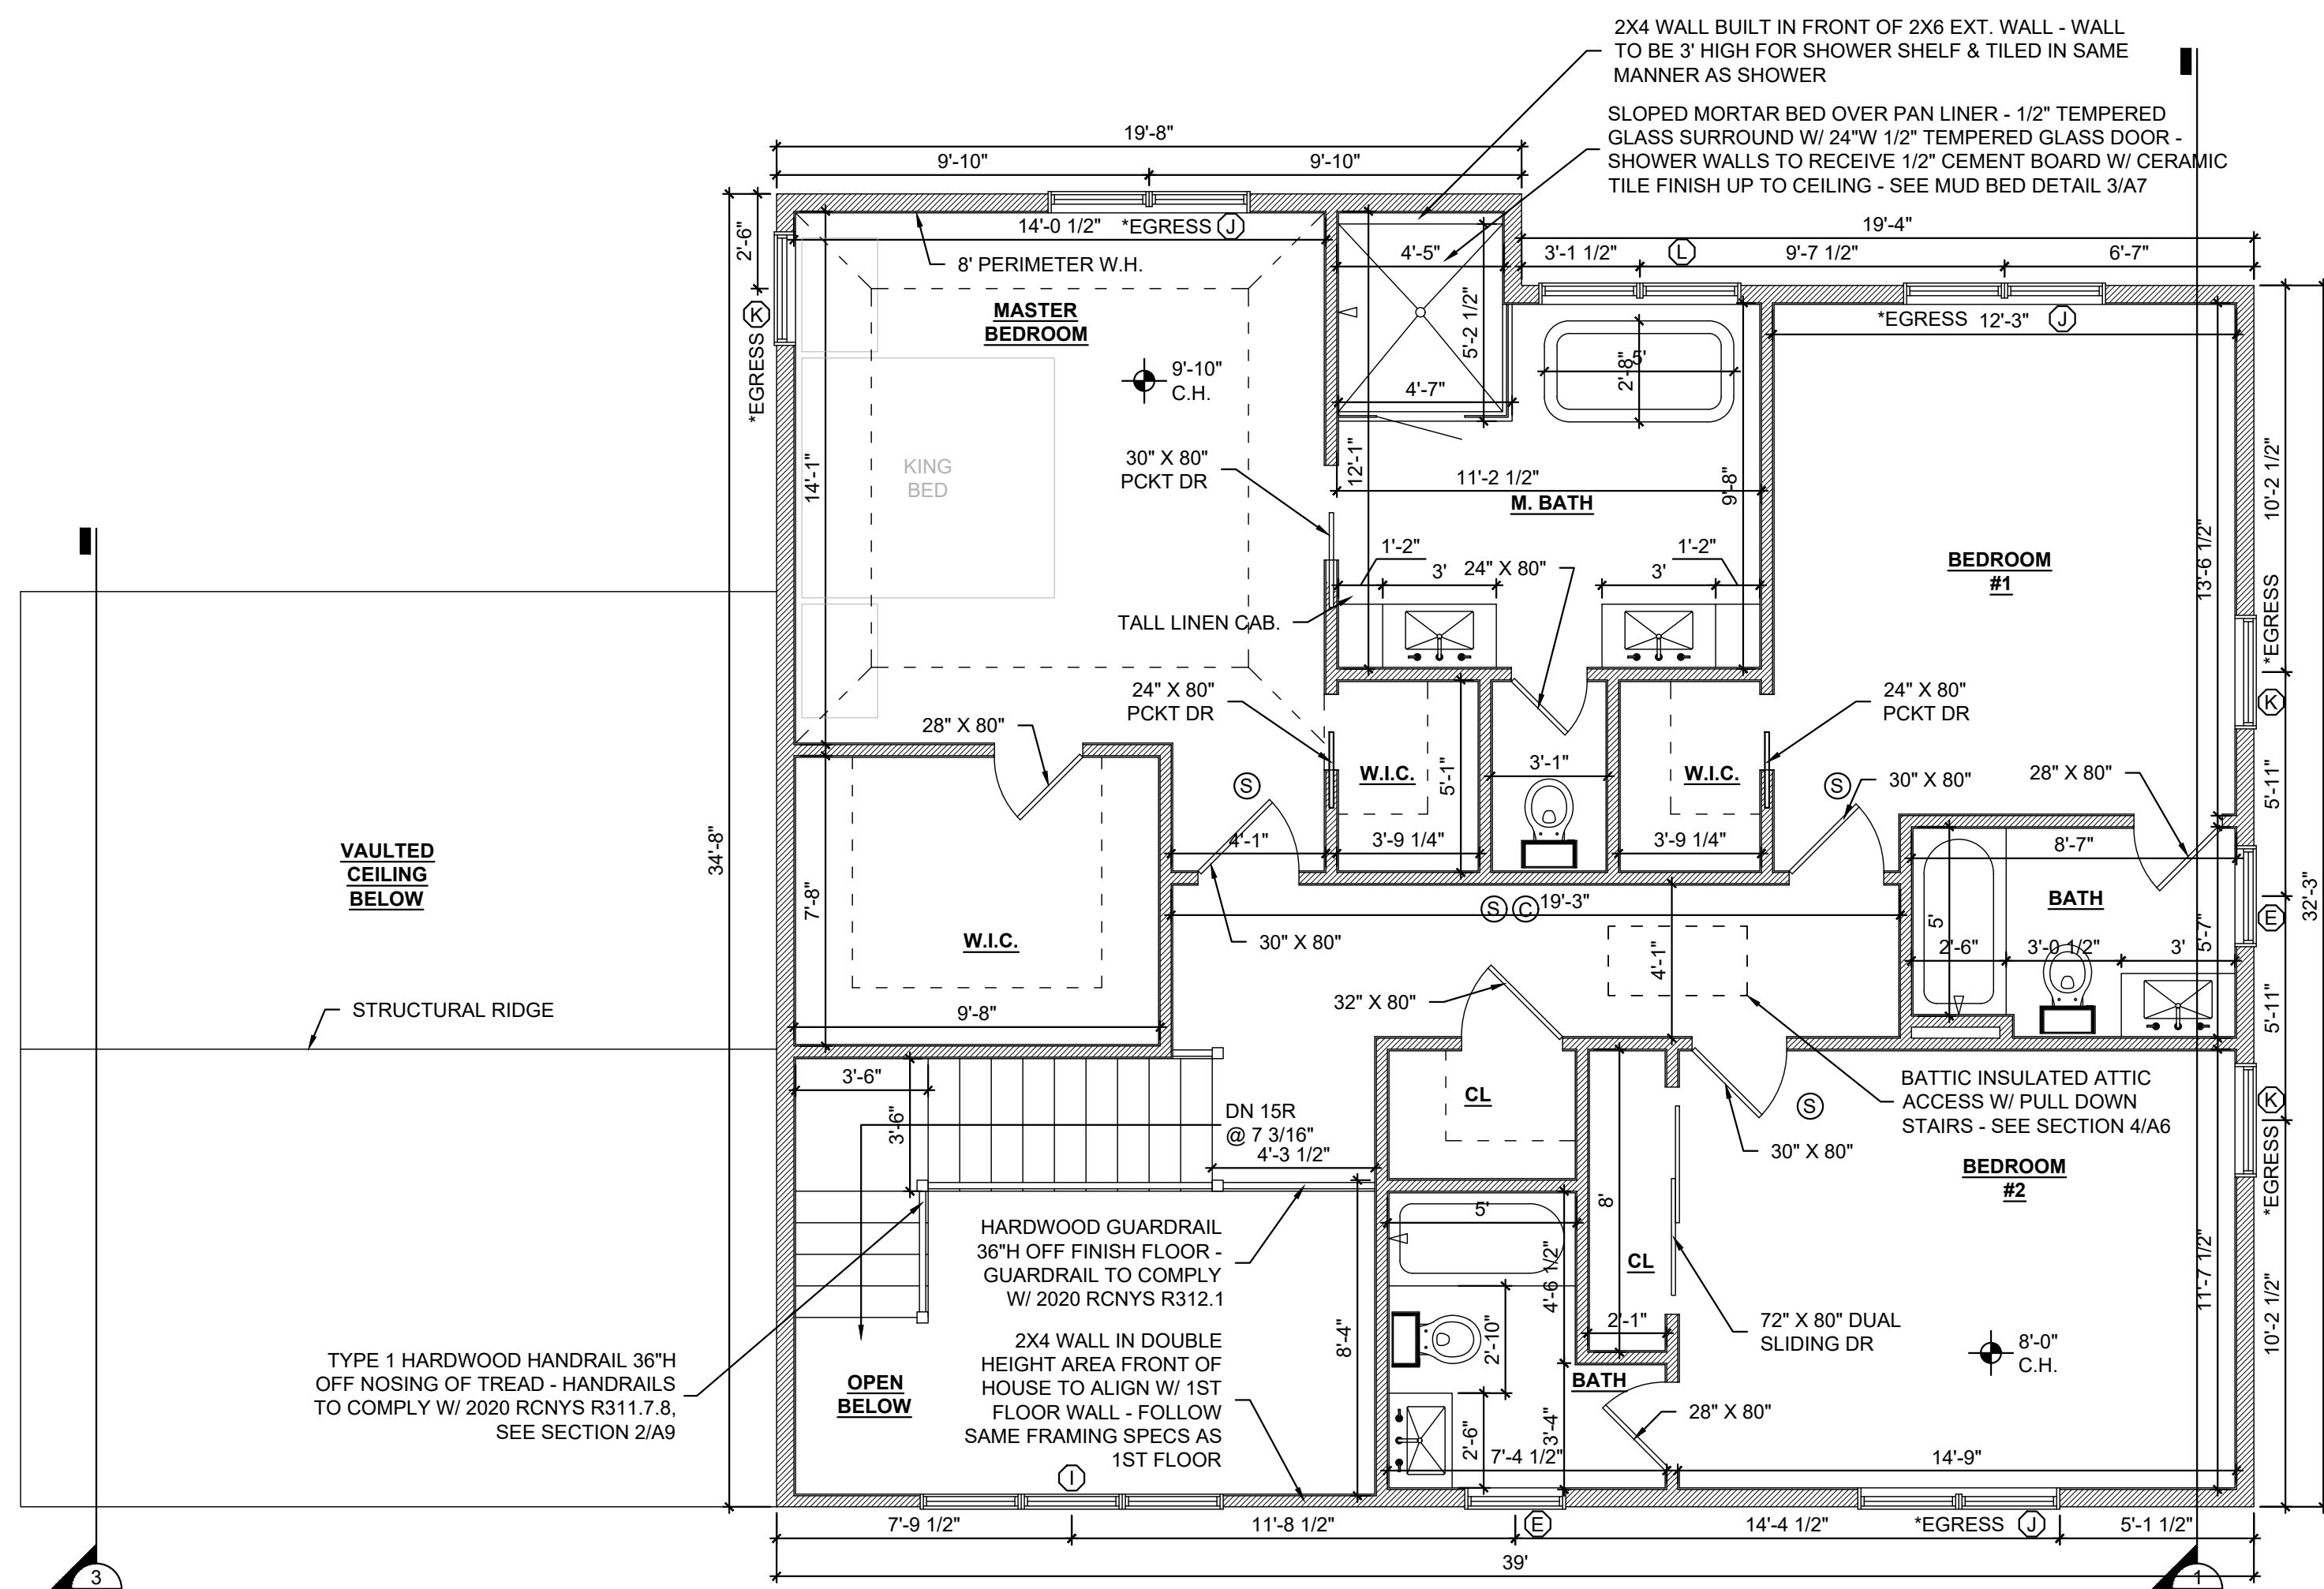 2X4 WALL BUILT IN FRONT OF 2X6 EXT. WALL - WALL
TO BE 3' HIGH FOR SHOWER SHELF & TILED IN SAME
MANNER AS SHOWER
SLOPED MORTAR BED OVER PAN LINER - 1/2" TEMPERED
GLASS SURROUND W/ 24"W 1/2" TEMPERED GLASS DOOR -
SHOWER WALLS TO RECEIVE 1/2" CEMENT BOARD W/ CERAMIC
TILE FINISH UP TO CEILING - SEE MUD BED DETAIL 3/A7
19'-8"
9'-10"
9'-10"
19'-4"
3'-1 1/2"
L
9'-7 1/2"
6'-7"
2'-6"
K
*EGRESS
14'-0 1/2"
*EGRESS J
8' PERIMETER W.H.
MASTER
BEDROOM
9'-10"
C.H.
KING
BED
14'-1"
30" X 80"
PCKT DR
4'-5"
5'-2 1/2"
4'-7"
2'-8"
5'
12'-1"
11'-2 1/2"
M. BATH
9'-8"
1'-2"
3'
24" X 80"
3'
1'-2"
TALL LINEN CAB.
*EGRESS 12'-3" J
BEDROOM
#1
13'-6 1/2"
10'-2 1/2"
*EGRESS
K
5'-11"
E
32'-3"
5'-11"
K
*EGRESS
10'-2 1/2"
24" X 80"
PCKT DR
24" X 80"
PCKT DR
28" X 80"
W.I.C.
5'-1"
3'-1"
W.I.C.
3'-9 1/4"
3'-9 1/4"
S
4'-1"
30" X 80"
S
30" X 80"
28" X 80"
8'-7"
BATH
5'
2'-6"
3'-0 1/2"
3'
5'-7"
VAULTED
CEILING
BELOW
34'-8"
7'-8"
W.I.C.
9'-8"
S C 19'-3"
4'-1"
32" X 80"
STRUCTURAL RIDGE
3'-6"
3'-6"
DN 15R
@ 7 3/16"
4'-3 1/2"
CL
S
30" X 80"
BATTIC INSULATED ATTIC
ACCESS W/ PULL DOWN
STAIRS - SEE SECTION 4/A6
BEDROOM
#2
HARDWOOD GUARDRAIL
36"H OFF FINISH FLOOR -
GUARDRAIL TO COMPLY
W/ 2020 RCNYS R312.1
2X4 WALL IN DOUBLE
HEIGHT AREA FRONT OF
HOUSE TO ALIGN W/ 1ST
FLOOR WALL - FOLLOW
SAME FRAMING SPECS AS
1ST FLOOR
8'-4"
5'
4'-6 1/2"
8'
CL
2'-1"
2'-10"
72" X 80" DUAL
SLIDING DR
8'-0"
C.H.
11'-7 1/2"
TYPE 1 HARDWOOD HANDRAIL 36"H
OFF NOSING OF TREAD - HANDRAILS
TO COMPLY W/ 2020 RCNYS R311.7.8,
SEE SECTION 2/A9
OPEN
BELOW
BATH
28" X 80"
2'-6"
3'-4"
7'-4 1/2"
14'-9"
I
7'-9 1/2"
11'-8 1/2"
E
14'-4 1/2"
*EGRESS J
5'-1 1/2"
39'
3
1